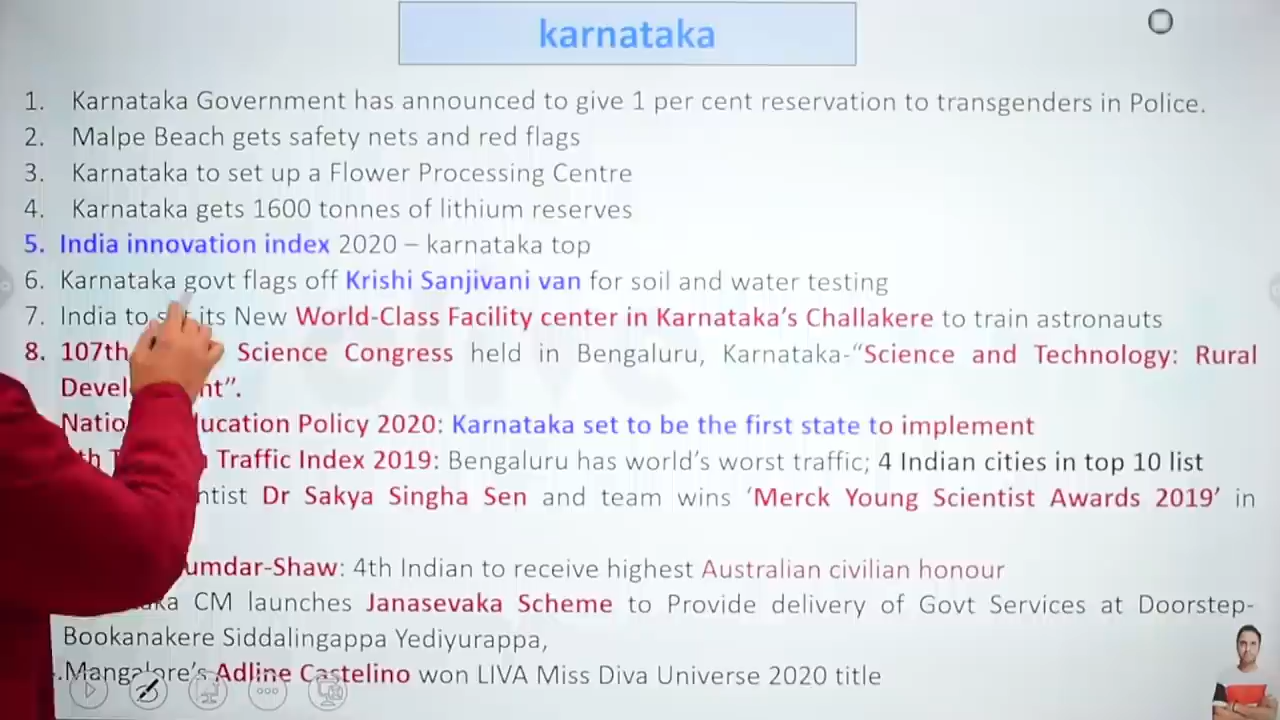 karnataka
1. Karnataka Government has announced to give 1 per cent reservation to transgenders in Police.
2. Malpe Beach gets safety nets and red flags
3. Karnataka to set up a Flower Processing Centre
4. Karnataka gets 1600 tonnes of lithium reserves
5. India innovation index 2020 – karnataka top
6. Karnataka govt flags off Krishi Sanjivani van for soil and water testing
7. India to its New World-Class Facility center in Karnataka's Challakere to train astronauts
8. 107th Science Congress held in Bengaluru, Karnataka-“Science and Technology: Rural
Devel nt”.
Natio ucation Policy 2020: Karnataka set to be the first state to implement
Traffic Index 2019: Bengaluru has world's worst traffic; 4 Indian cities in top 10 list
ntist Dr Sakya Singha Sen and team wins ‘Merck Young Scientist Awards 2019’ in
umdar-Shaw: 4th Indian to receive highest Australian civilian honour
ka CM launches Janasevaka Scheme to Provide delivery of Govt Services at Doorstep-
Bookanakere Siddalingappa Yediyurappa,
.Mangalore's Adline Castelino won LIVA Miss Diva Universe 2020 title